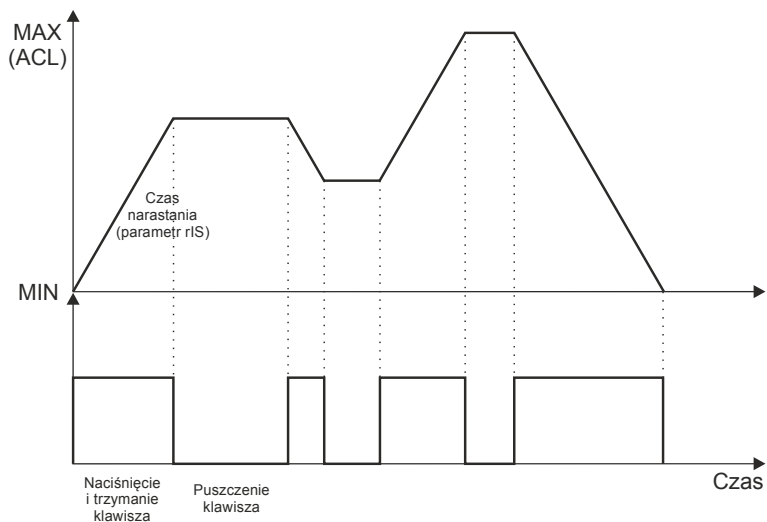 MAX
(ACL)
Czas
narastania
(parametr rIS)
MIN
Czas
Naciśnięcie
i trzymanie
klawisza
Puszczenie
klawisza